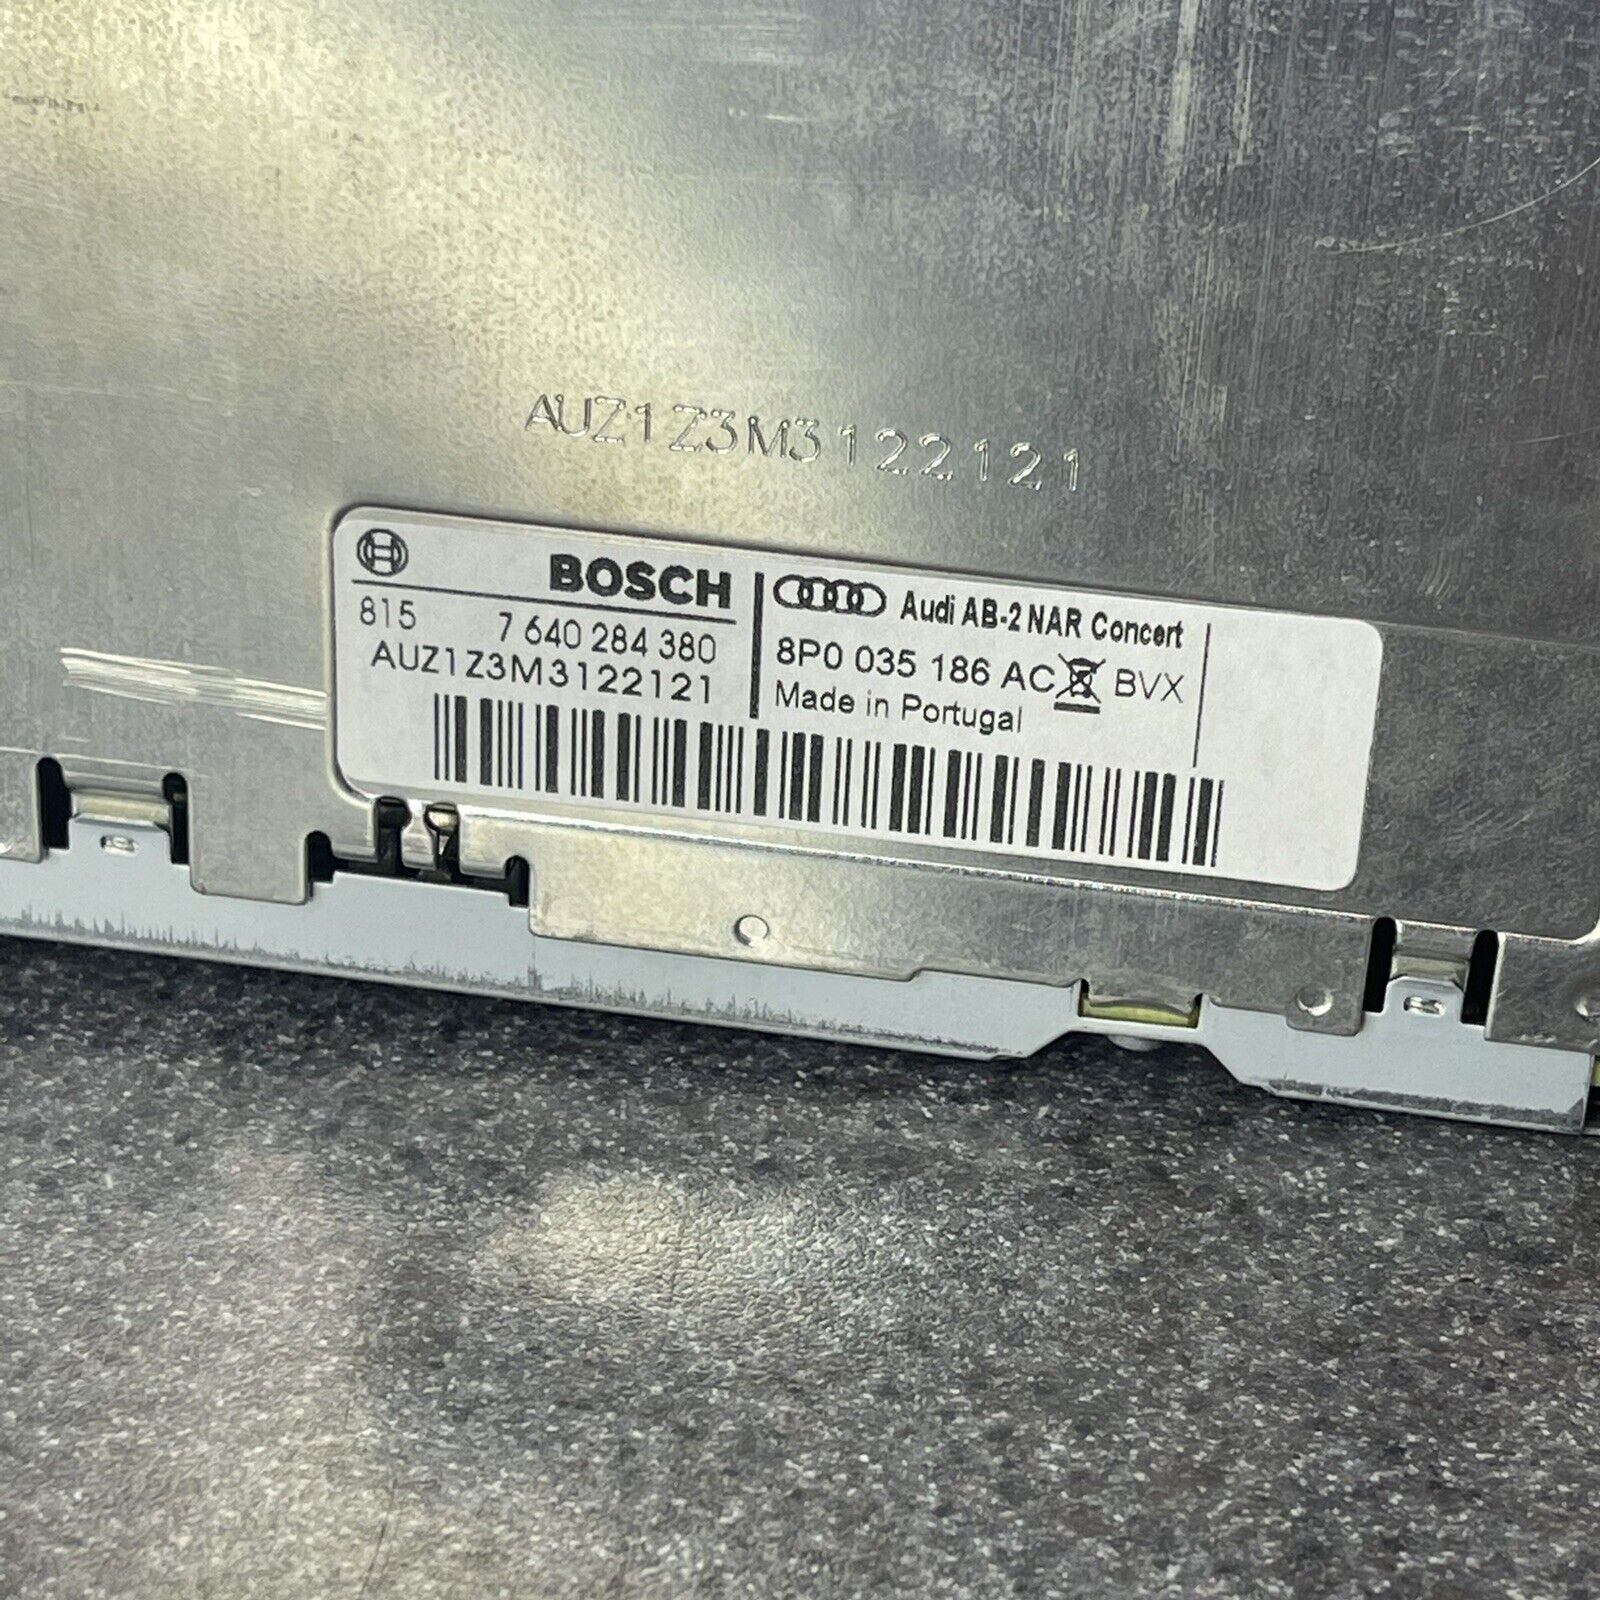 AUZ1Z3M3122121
BOSCH
815 7 640 284 380
AUZ1Z3M3122121
Audi AB-2 NAR Concert
8P0 035 186 AC BVX
Made in Portugal